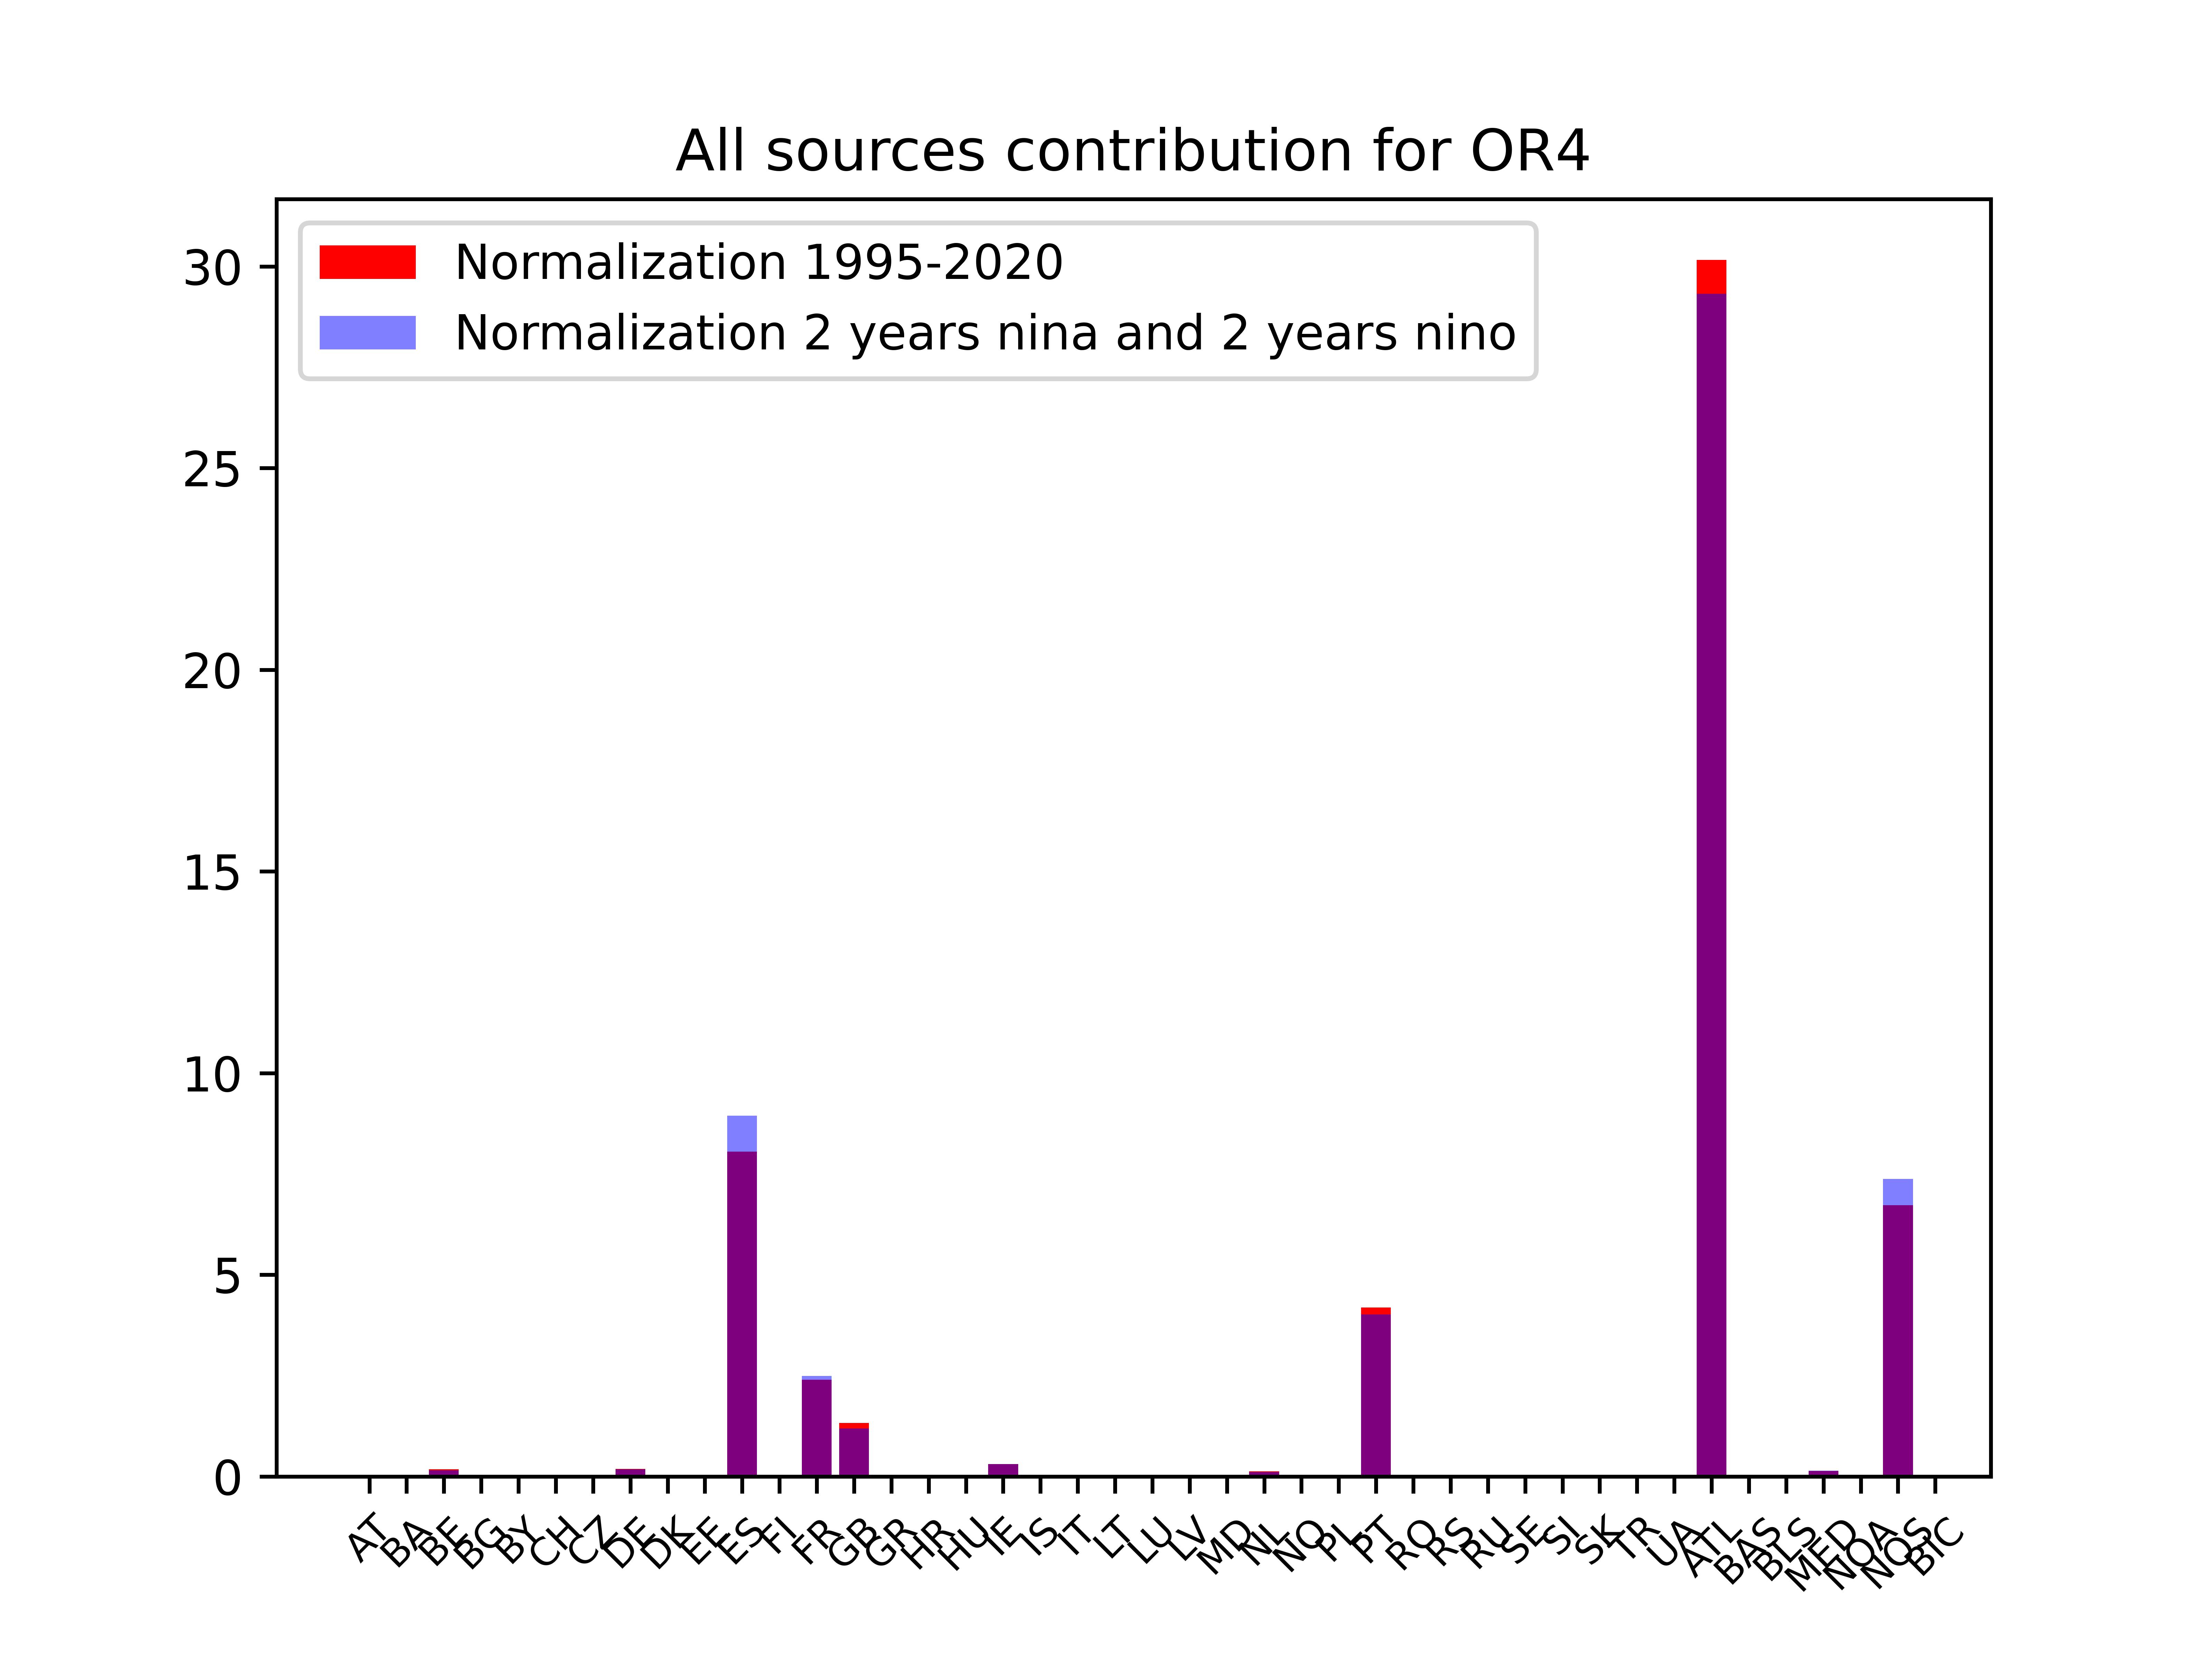 All sources contribution for OR4
Normalization 1995-2020
Normalization 2 years nina and 2 years nino
30
25
20
15
10
5
0
AT BA BE BG BY CH CZ DE DK EE ES FI FR GB GR HR HU IE IS IT LT LU LV MD NL NO PL PT RO RS RU SE SI SK TR UA ATL BAS BLS MED NOA NOS BIC